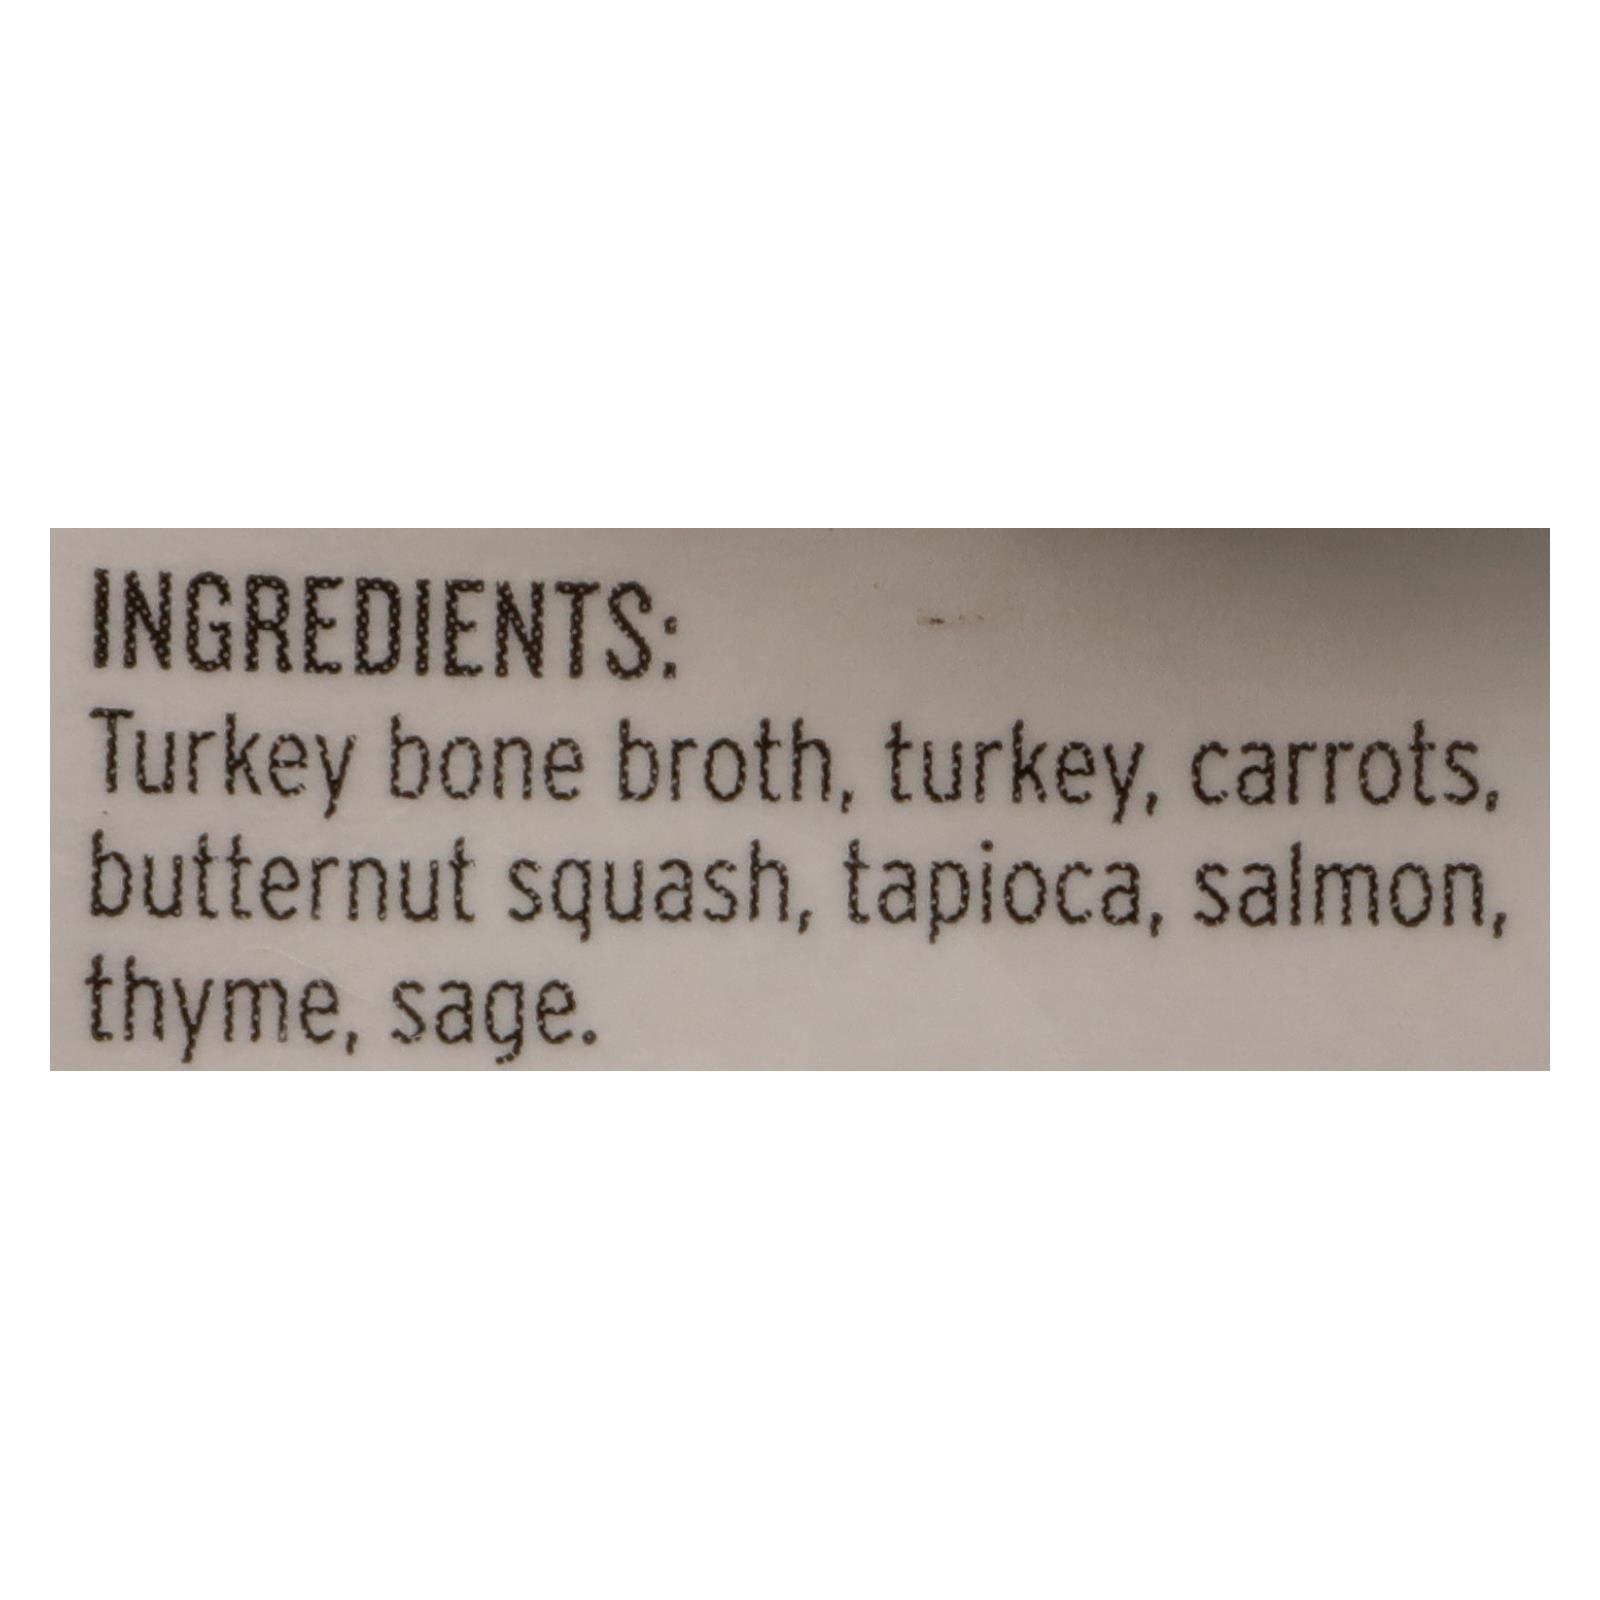 INGREDIENTS:
Turkey bone broth, turkey, carrots,
butternut squash, tapioca, salmon,
thyme, sage.